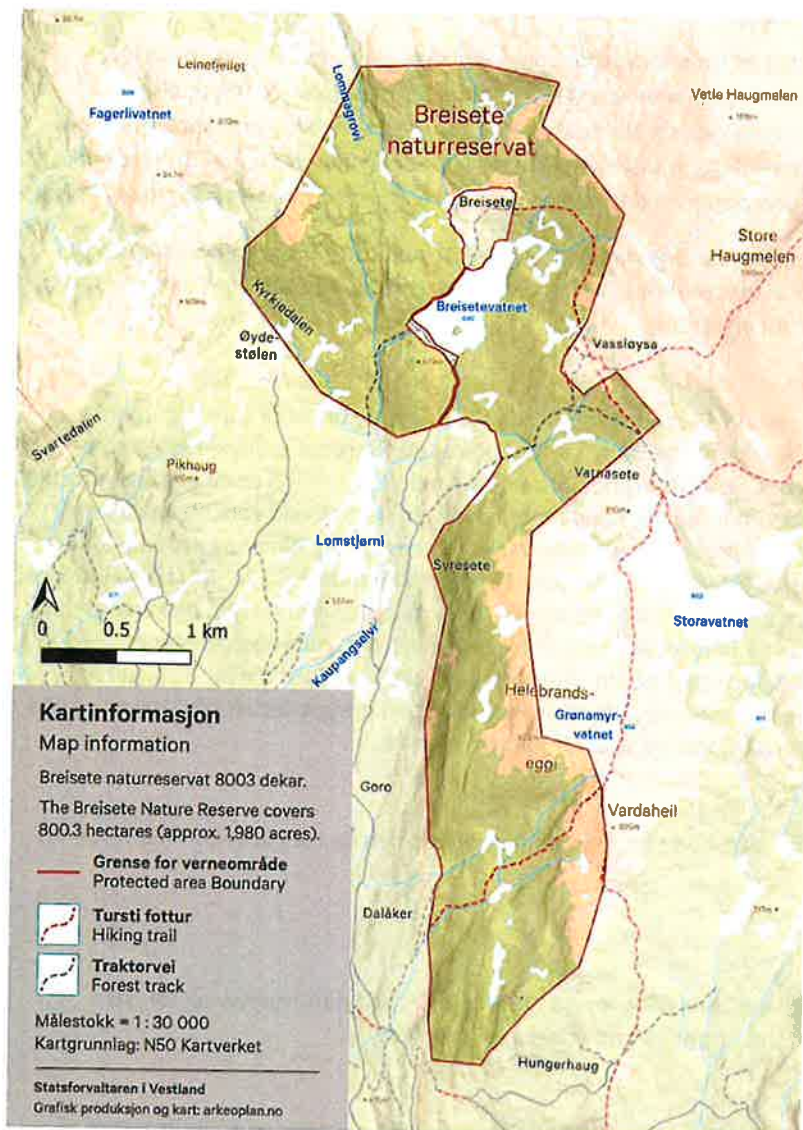 Leinefjellet
Lommagrovi
Fagerlivatnet
Vetle Haugmelen
Breisete
naturreservat
Breisete
Store
Haugmelen
Kyrkjedalen
Breisetevatnet
Øyde-
stølen
Vassløysa
Svartedalen
Pikhaug
Vatnasete
Lomstjørni
Syresete
0 0.5 1 km
Storavatnet
Kaupangselvi
Helebrands-
Grønamyr-
vatnet
eggi
Kartinformasjon
Map information
Breisete naturreservat 8003 dekar.
The Breisete Nature Reserve covers
800.3 hectares (approx. 1,980 acres).
Grense for verneområde
Protected area Boundary
Tursti fottur
Hiking trail
Traktorvei
Forest track
Målestokk = 1 : 30 000
Kartgrunnlag: N50 Kartverket
Statsforvaltaren i Vestland
Grafisk produksjon og kart: arkeoplan.no
Goro
Vardaheil
Dalåker
Hungerhaug